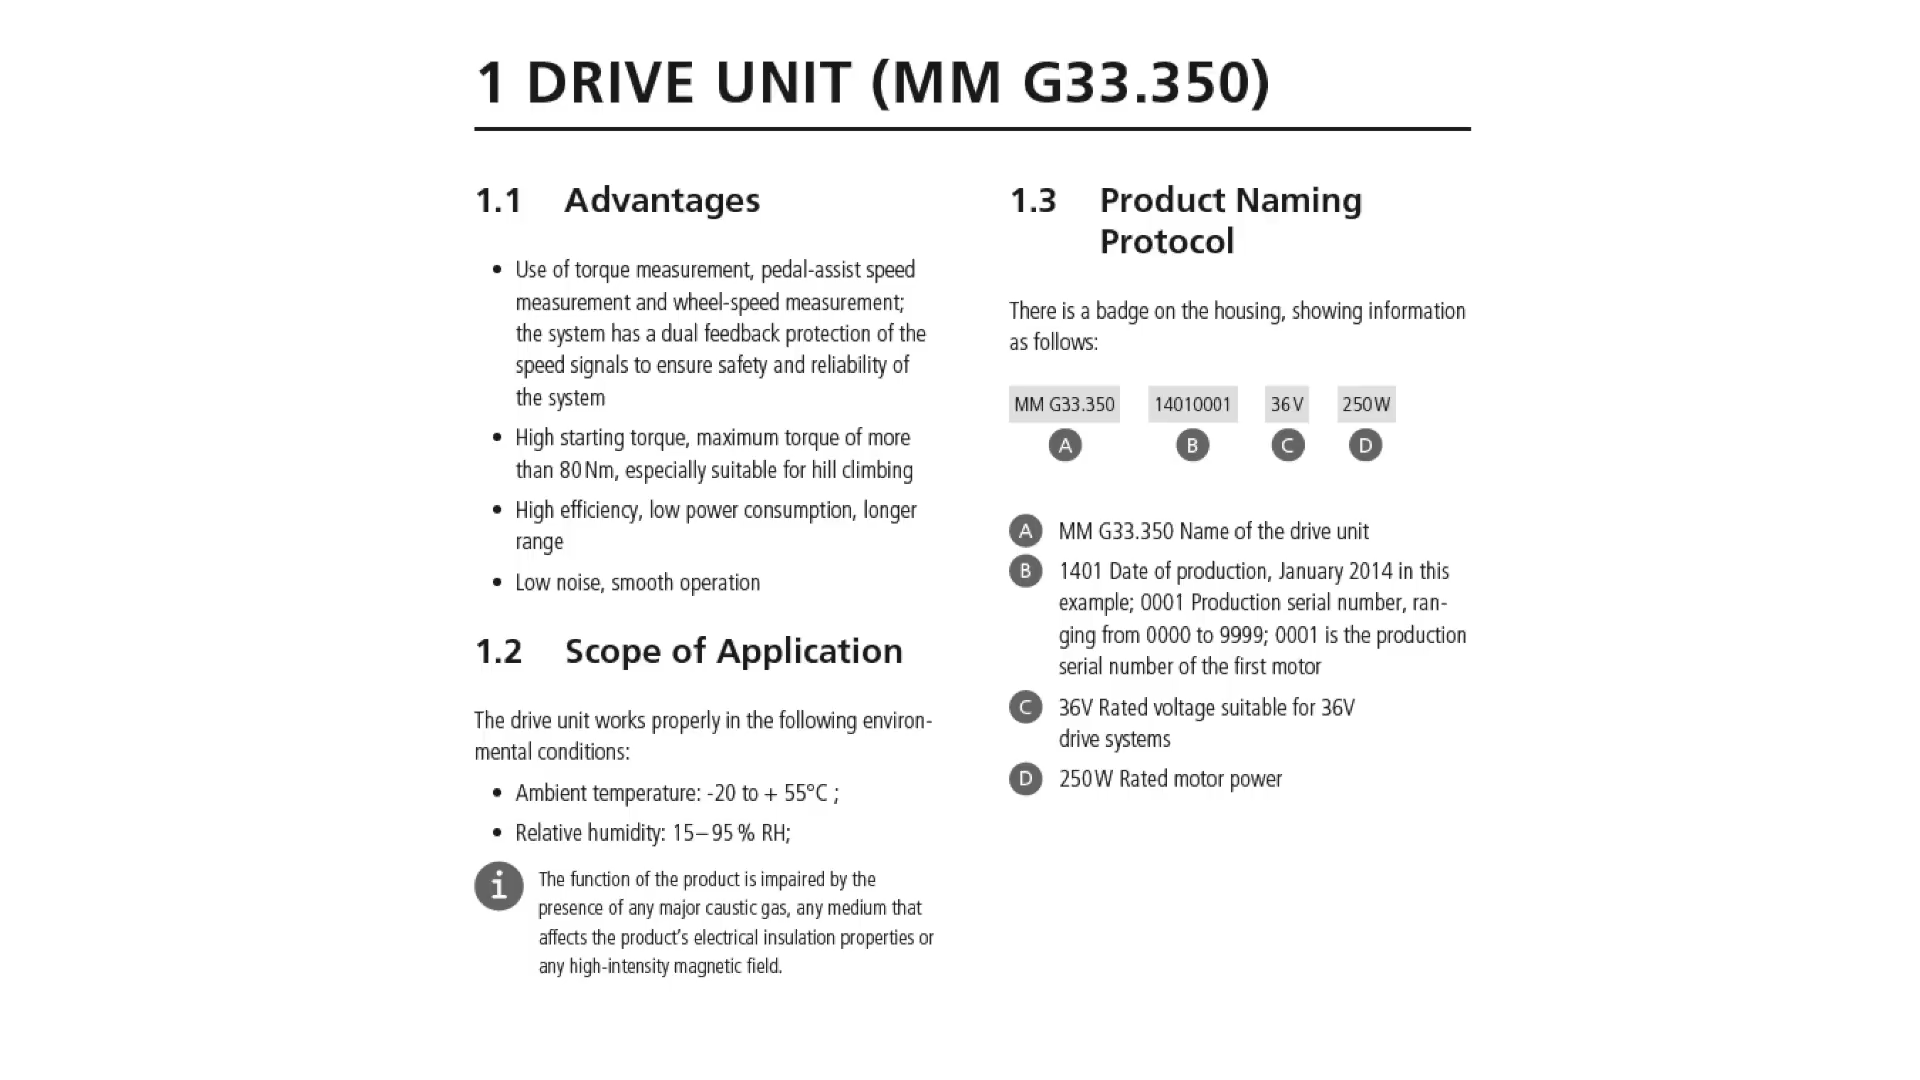 1 DRIVE UNIT (MM G33.350)
1.1 Advantages
• Use of torque measurement, pedal-assist speed
measurement and wheel-speed measurement;
the system has a dual feedback protection of the
speed signals to ensure safety and reliability of
the system
• High starting torque, maximum torque of more
than 80 Nm, especially suitable for hill climbing
• High efficiency, low power consumption, longer
range
• Low noise, smooth operation
1.2 Scope of Application
The drive unit works properly in the following environ-
mental conditions:
• Ambient temperature: -20 to + 55°C ;
• Relative humidity: 15 – 95 % RH;
i
The function of the product is impaired by the
presence of any major caustic gas, any medium that
affects the product's electrical insulation properties or
any high-intensity magnetic field.
1.3 Product Naming
Protocol
There is a badge on the housing, showing information
as follows:
MM G33.350 14010001 36 V 250 W
A B C D
A MM G33.350 Name of the drive unit
B 1401 Date of production, January 2014 in this
example; 0001 Production serial number, ran-
ging from 0000 to 9999; 0001 is the production
serial number of the first motor
C 36V Rated voltage suitable for 36V
drive systems
D 250 W Rated motor power